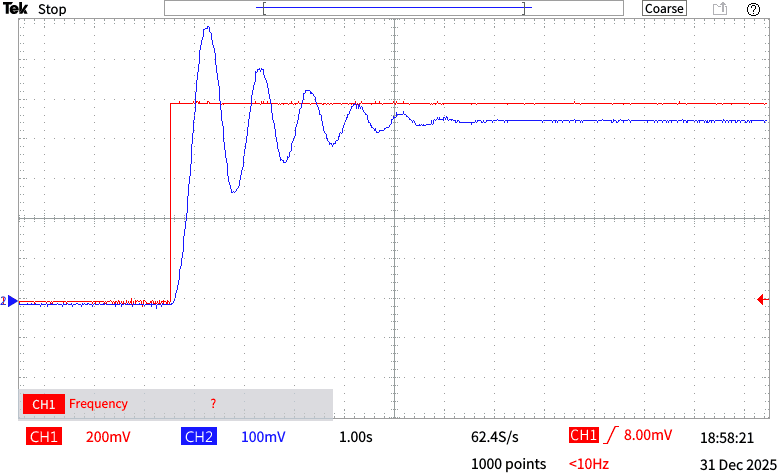 Tek Stop Coarse ?
2
CH1 Frequency ?
CH1 200mV CH2 100mV 1.00s 62.4S/s CH1 8.00mV 18:58:21
1000 points <10Hz 31 Dec 2025